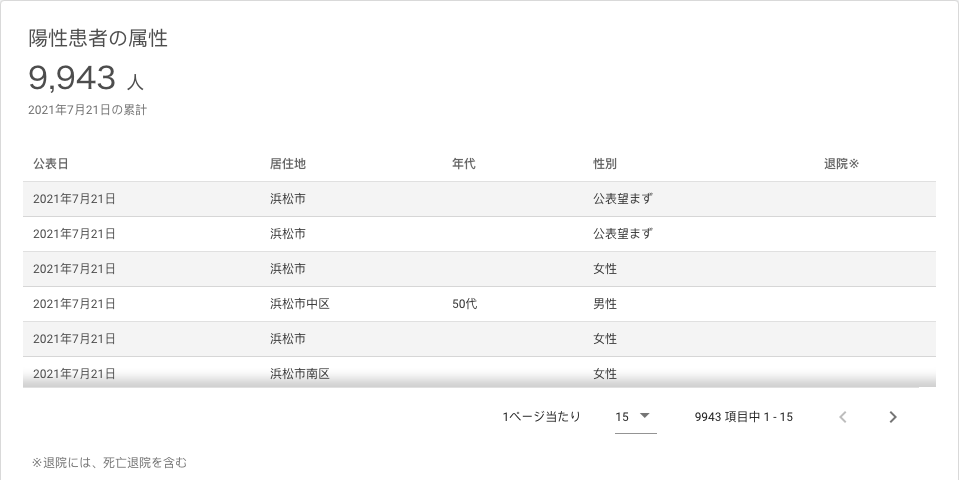 陽性患者の属性
9,943 人
2021年7月21日の累計
公表日 居住地 年代 性別 退院※
2021年7月21日 浜松市 公表望まず
2021年7月21日 浜松市 公表望まず
2021年7月21日 浜松市 女性
2021年7月21日 浜松市中区 50代 男性
2021年7月21日 浜松市 女性
2021年7月21日 浜松市南区 女性
1ページ当たり 15 9943 項目中 1 - 15
※退院には、死亡退院を含む